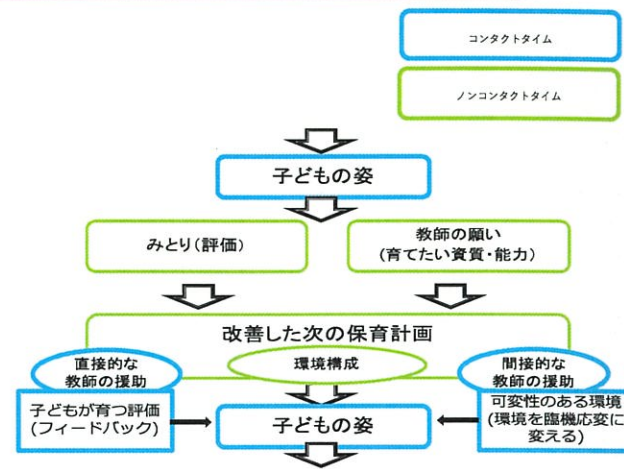 コンタクトタイム
ノンコンタクトタイム
子どもの姿
みとり(評価)
教師の願い
(育てたい資質・能力)
改善した次の保育計画
直接的な
教師の援助
環境構成
間接的な
教師の援助
子どもが育つ評価
(フィードバック)
子どもの姿
可変性のある環境
(環境を臨機応変に
変える)